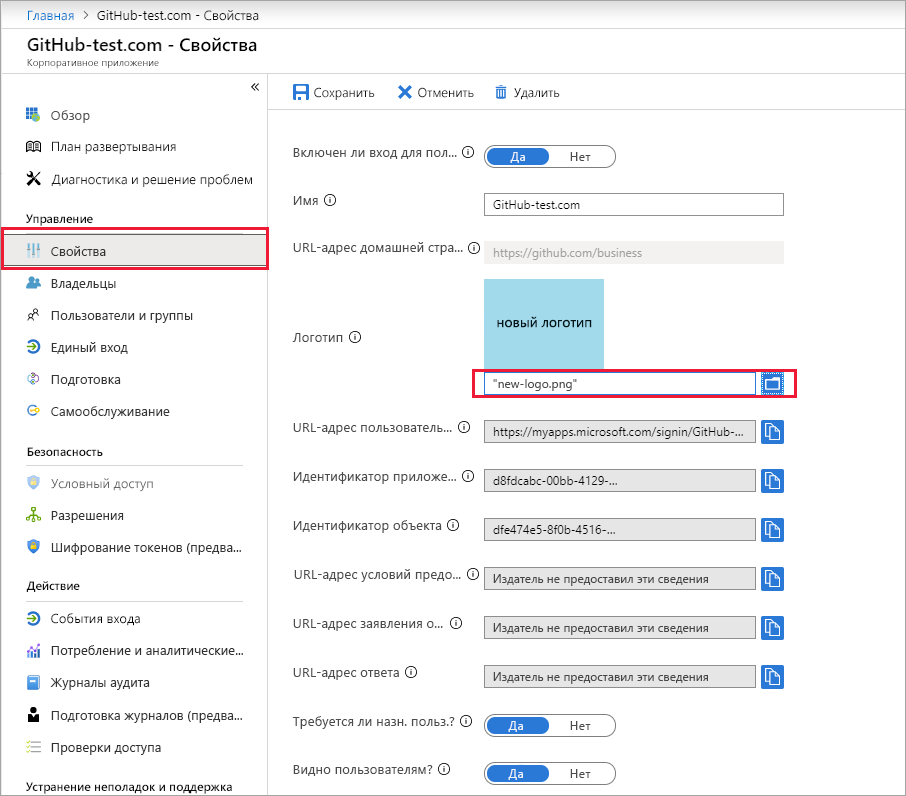 Главная > GitHub-test.com - Свойства
GitHub-test.com - Свойства
Корпоративное приложение
«
Обзор
План развертывания
Диагностика и решение проблем
Управление
Свойства
Владельцы
Пользователи и группы
Единый вход
Подготовка
Самообслуживание
Безопасность
Условный доступ
Разрешения
Шифрование токенов (предва...
Действие
События входа
Потребление и аналитические...
Журналы аудита
Подготовка журналов (предва...
Проверки доступа
Устранение неполадок и поддержка
Сохранить Отменить Удалить
Включен ли вход для пол... Да Нет
Имя GitHub-test.com
URL-адрес домашней стра... https://github.com/business
новый логотип
Логотип
"new-logo.png"
URL-адрес пользователь... https://myapps.microsoft.com/signin/GitHub-...
Идентификатор приложе... d8fdcabc-00bb-4129-...
Идентификатор объекта dfe474e5-8f0b-4516-...
URL-адрес условий предо... Издатель не предоставил эти сведения
URL-адрес заявления о... Издатель не предоставил эти сведения
URL-адрес ответа Издатель не предоставил эти сведения
Требуется ли назн. польз.? Да Нет
Видно пользователям? Да Нет